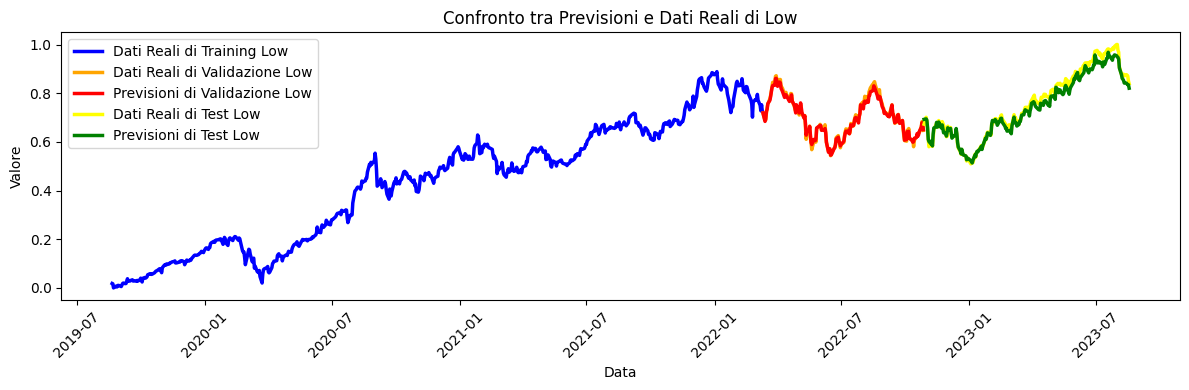 Confronto tra Previsioni e Dati Reali di Low
Dati Reali di Training Low
Dati Reali di Validazione Low
Previsioni di Validazione Low
Dati Reali di Test Low
Previsioni di Test Low
Valore
1.0
0.8
0.6
0.4
0.2
0.0
2019-07
2020-01
2020-07
2021-01
2021-07
2022-01
2022-07
2023-01
2023-07
Data